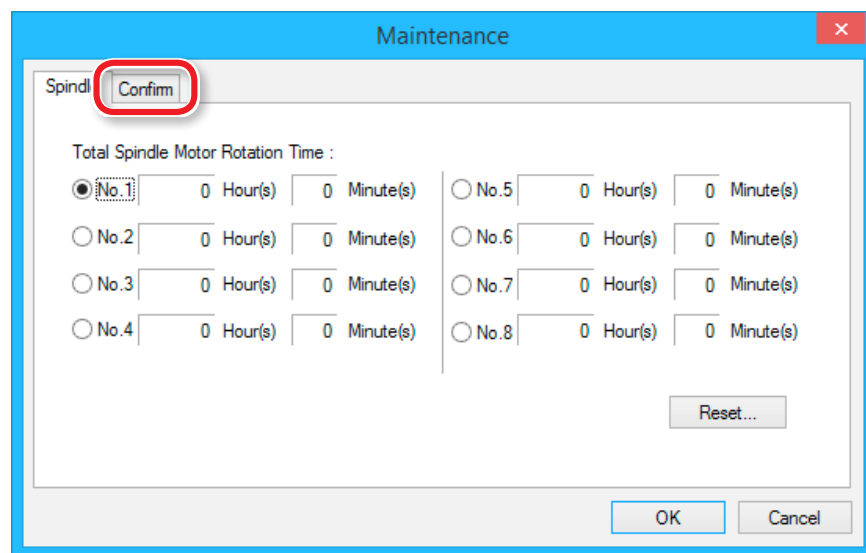 Maintenance
Spindl Confirm
Total Spindle Motor Rotation Time :
No.1 0 Hour(s) 0 Minute(s) No.5 0 Hour(s) 0 Minute(s)
No.2 0 Hour(s) 0 Minute(s) No.6 0 Hour(s) 0 Minute(s)
No.3 0 Hour(s) 0 Minute(s) No.7 0 Hour(s) 0 Minute(s)
No.4 0 Hour(s) 0 Minute(s) No.8 0 Hour(s) 0 Minute(s)
Reset...
OK Cancel